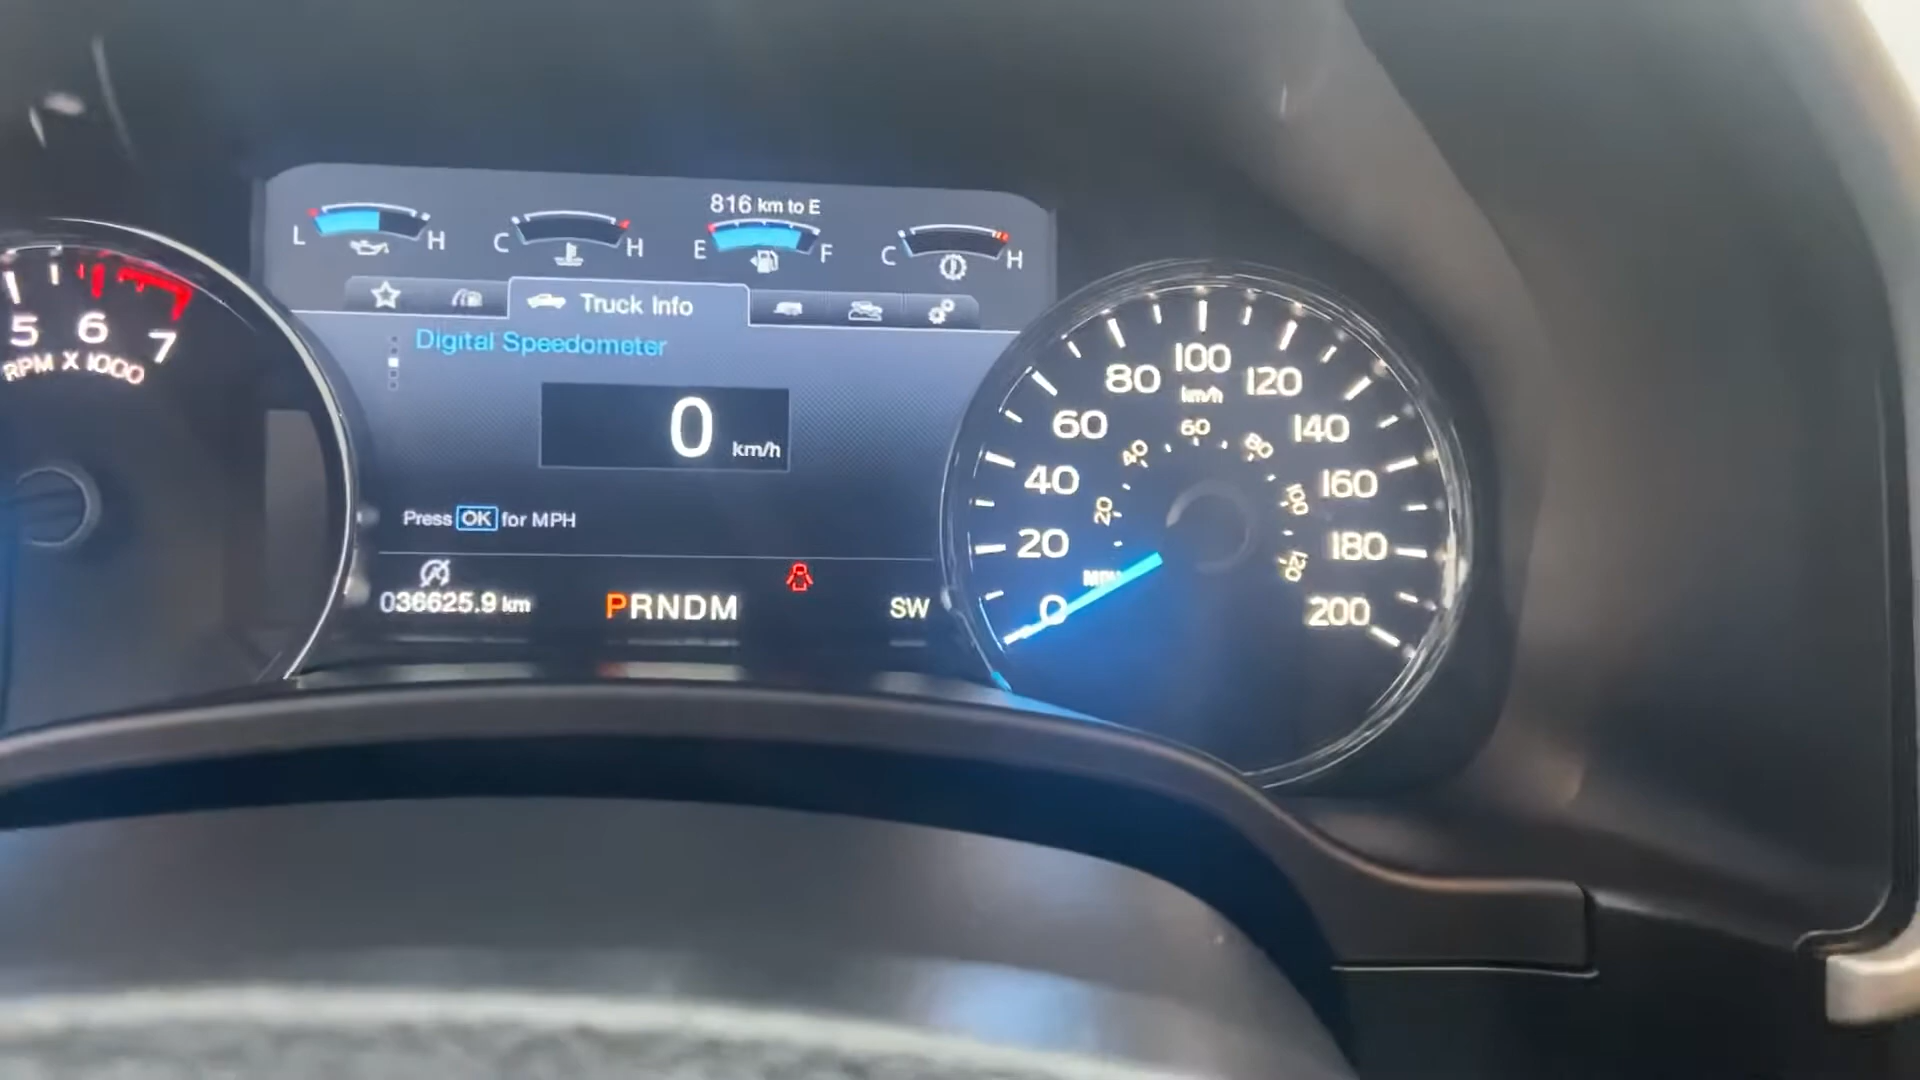 816 km to E
L H C H E F C H
Truck Info
Digital Speedometer
0 km/h
Press OK for MPH
036625.9 km
PRNDM
SW
5 6 7
RPM X 1000
0 20 40 60 80 100 120 140 160 180 200
km/h
20 40 60 80 100 120
MPH